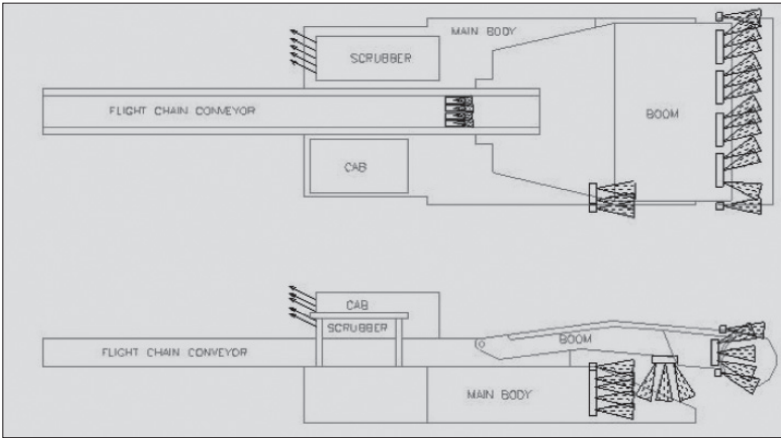 MAIN BODY
SCRUBBER
FLIGHT CHAIN CONVEYOR
BOOM
CAB
CAB
SCRUBBER
BOOM
FLIGHT CHAIN CONVEYOR
MAIN BODY